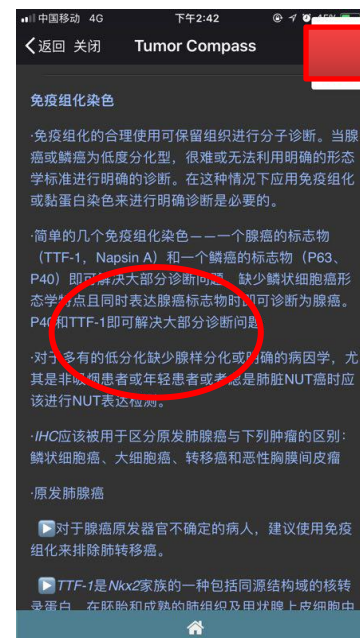 中国移动 4G 下午2:42
返回 关闭 Tumor Compass
免疫组化染色
·免疫组化的合理使用可保留组织进行分子诊断。当腺
癌或鳞癌为低度分化型，很难或无法利用明确的形态
学标准进行明确的诊断。在这种情况下应用免疫组化
或黏蛋白染色来进行明确诊断是必要的。
·简单的几个免疫组化染色——一个腺癌的标志物
（TTF-1，Napsin A）和一个鳞癌的标志物（P63、
P40）即可解决大部分诊断问题。缺少鳞状细胞癌形
态学特点且同时表达腺癌标志物时即可诊断为腺癌。
P40和TTF-1即可解决大部分诊断问题
·对于多有的低分化缺少腺样分化或明确的病因学，尤
其是非吸烟患者或年轻患者或考虑是肺脏NUT癌时应
该进行NUT表达检测。
·IHC应该被用于区分原发肺腺癌与下列肿瘤的区别：
鳞状细胞癌、大细胞癌、转移癌和恶性胸膜间皮瘤
·原发肺腺癌
对于腺癌原发器官不确定的病人，建议使用免疫
组化来排除肺转移癌。
TTF-1是Nkx2家族的一种包括同源结构域的核转
录蛋白，在胚胎和成熟的肺组织及甲状腺上皮细胞中